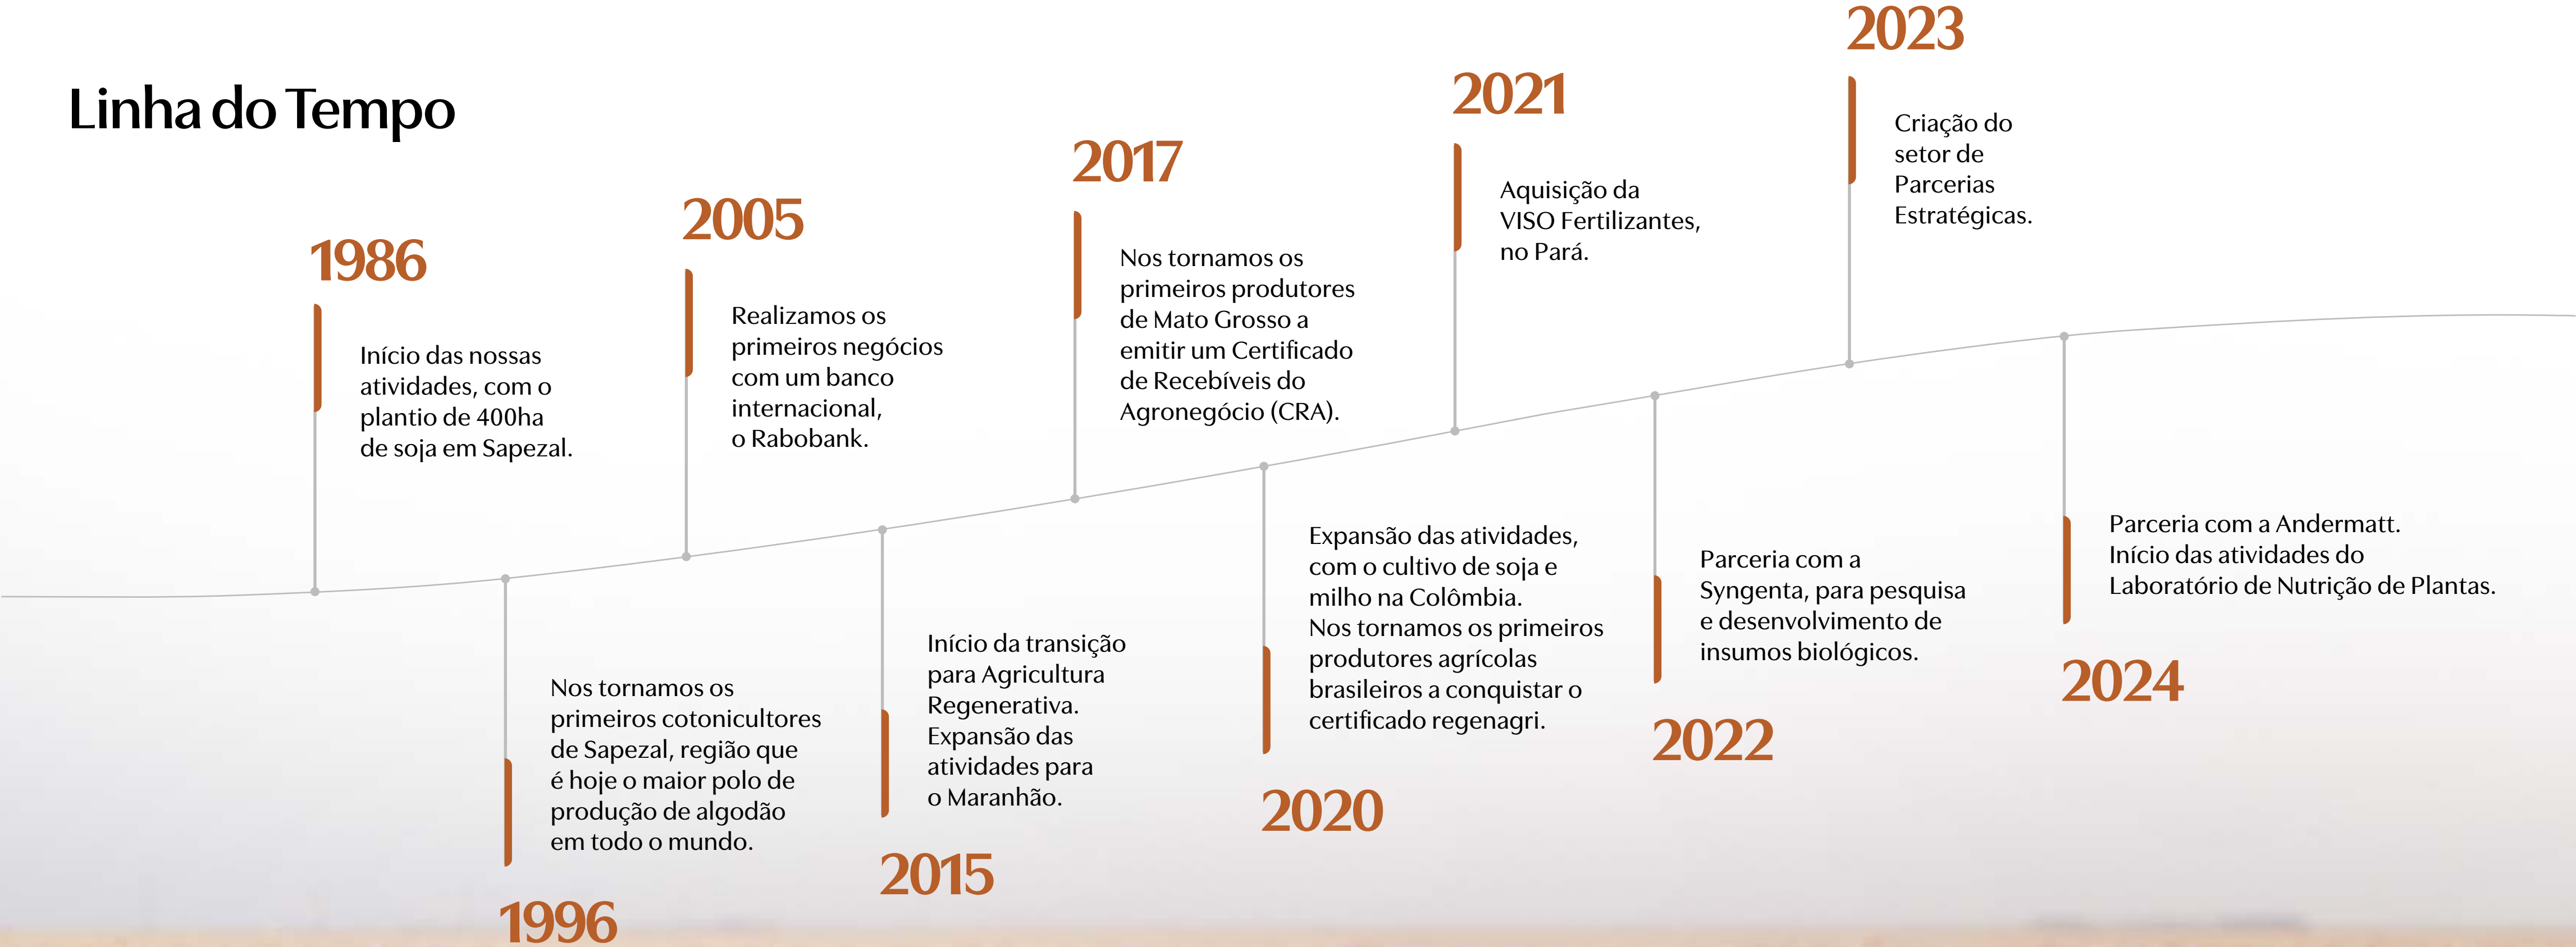 Linha do Tempo
1986
Início das nossas
atividades, com o
plantio de 400ha
de soja em Sapezal.
1996
Nos tornamos os
primeiros cotonicultores
de Sapezal, região que
é hoje o maior polo de
produção de algodão
em todo o mundo.
2005
Realizamos os
primeiros negócios
com um banco
internacional,
o Rabobank.
2015
Início da transição
para Agricultura
Regenerativa.
Expansão das
atividades para
o Maranhão.
2017
Nos tornamos os
primeiros produtores
de Mato Grosso a
emitir um Certificado
de Recebíveis do
Agronegócio (CRA).
2020
Expansão das atividades,
com o cultivo de soja e
milho na Colômbia.
Nos tornamos os primeiros
produtores agrícolas
brasileiros a conquistar o
certificado regenagri.
2021
Aquisição da
VISO Fertilizantes,
no Pará.
2022
Parceria com a
Syngenta, para pesquisa
e desenvolvimento de
insumos biológicos.
2023
Criação do
setor de
Parcerias
Estratégicas.
2024
Parceria com a Andermatt.
Início das atividades do
Laboratório de Nutrição de Plantas.